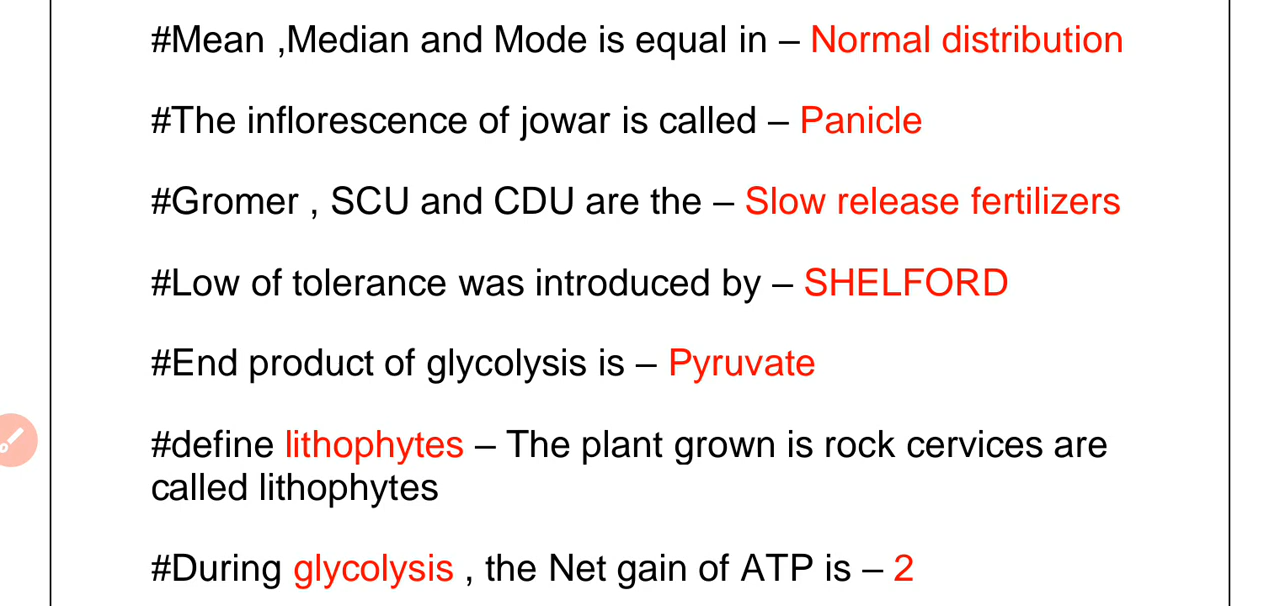 #Mean ,Median and Mode is equal in – Normal distribution
#The inflorescence of jowar is called – Panicle
#Gromer , SCU and CDU are the – Slow release fertilizers
#Low of tolerance was introduced by – SHELFORD
#End product of glycolysis is – Pyruvate
#define lithophytes – The plant grown is rock cervices are
called lithophytes
#During glycolysis , the Net gain of ATP is – 2